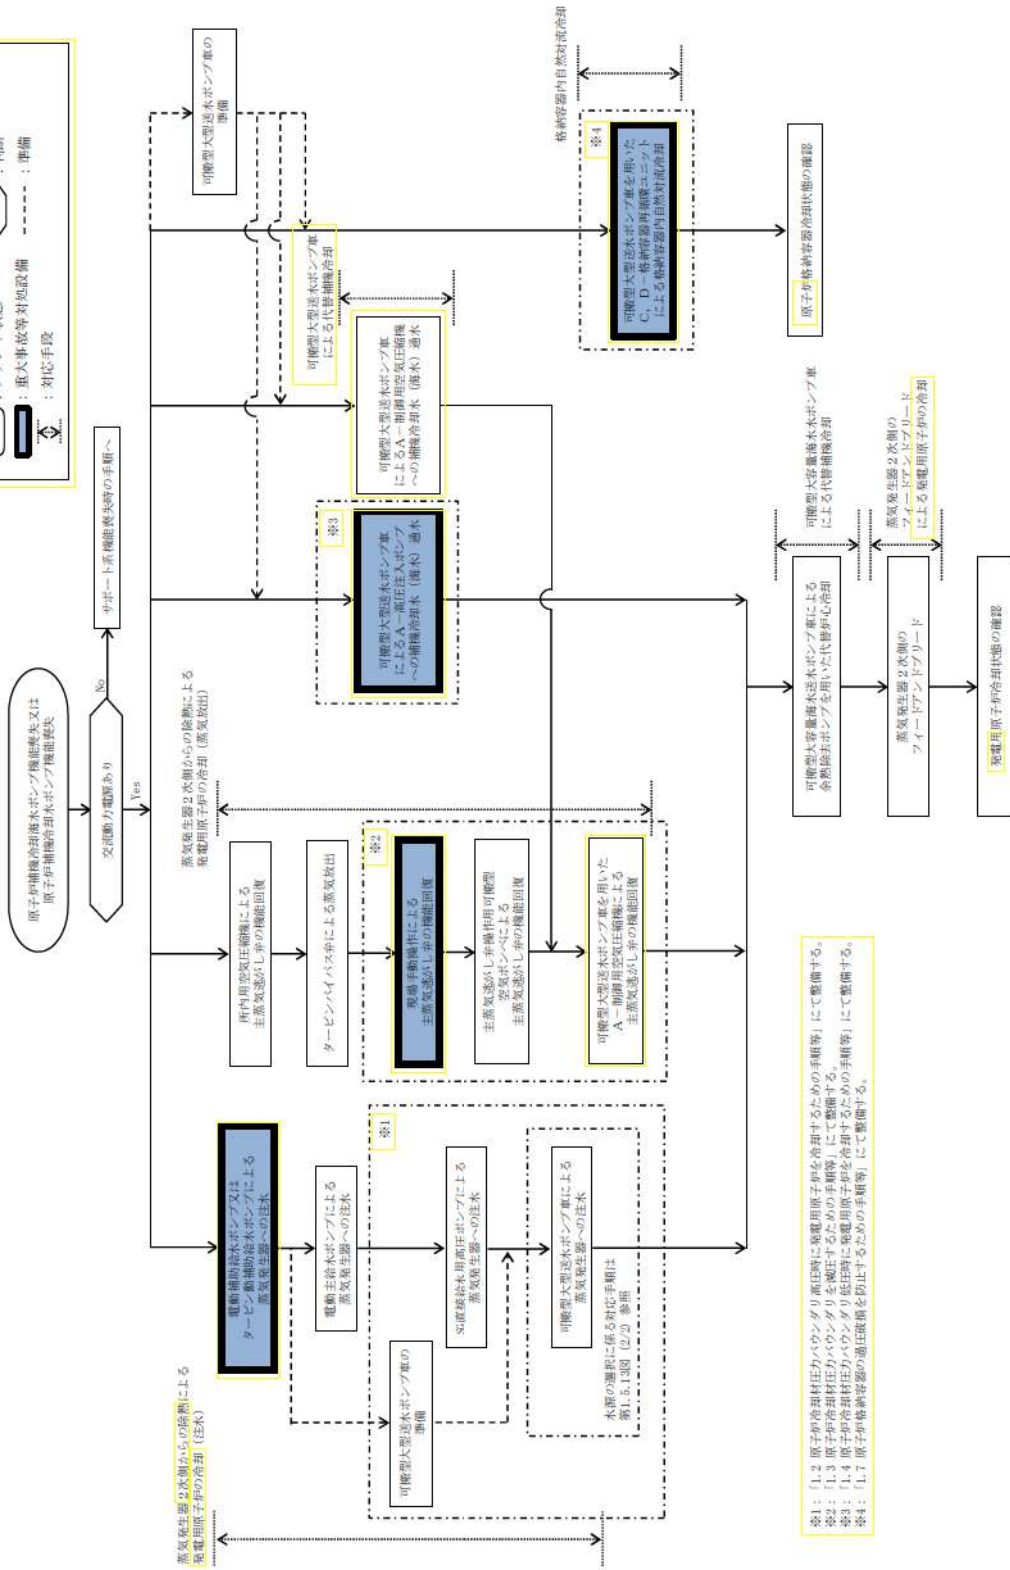 原子炉補機冷却海水ポンプ機能喪失又は
原子炉補機冷却水ポンプ機能喪失
交流動力電源あり
No
サポート系機能喪失時の手順へ
Yes
：重大事故等対処設備
：準備
：対応手段
蒸気発生器2次側からの除熱による
発電用原子炉の冷却（注水）
電動補助給水ポンプ又は
タービン動補助給水ポンプによる
蒸気発生器への注水
電動主給水ポンプによる
蒸気発生器への注水
※1
可搬型大型送水ポンプ車の
準備
SG直接給水用高圧ポンプによる
蒸気発生器への注水
可搬型大型送水ポンプ車による
蒸気発生器への注水
水源の選択に係る対応手順は
第1.5.13図（2/2）参照
蒸気発生器2次側からの除熱による
発電用原子炉の冷却（蒸気放出）
所内用空気圧縮機による
主蒸気逃がし弁の機能回復
タービンバイパス弁による蒸気放出
※2
現場手動操作による
主蒸気逃がし弁の機能回復
主蒸気逃がし弁操作用可搬型
空気ボンベによる
主蒸気逃がし弁の機能回復
可搬型大型送水ポンプ車を用いた
A－制御用空気圧縮機による
主蒸気逃がし弁の機能回復
※3
可搬型大型送水ポンプ車
によるA－高圧注入ポンプ
への補機冷却水（海水）通水
可搬型大型送水ポンプ車
による代替補機冷却
可搬型大型送水ポンプ車
によるA－制御用空気圧縮機
への補機冷却水（海水）通水
可搬型大型送水ポンプ車の
準備
格納容器内自然対流冷却
※4
可搬型大型送水ポンプ車を用いた
C，D－格納容器再循環ユニット
による格納容器内自然対流冷却
原子炉格納容器冷却状態の確認
可搬型大容量海水送水ポンプ車による
余熱除去ポンプを用いた代替炉心冷却
可搬型大容量海水水ポンプ車
による代替補機冷却
蒸気発生器2次側の
フィードアンドブリード
蒸気発生器2次側の
フィードアンドブリード
による発電用原子炉の冷却
発電用原子炉冷却状態の確認
※1：「1.2 原子炉冷却材圧力バウンダリ高圧時に発電用原子炉を冷却するための手順等」にて整備する。
※2：「1.3 原子炉冷却材圧力バウンダリを減圧するための手順等」にて整備する。
※3：「1.4 原子炉冷却材圧力バウンダリ低圧時に発電用原子炉を冷却するための手順等」にて整備する。
※4：「1.7 原子炉格納容器の過圧破損を防止するための手順等」にて整備する。